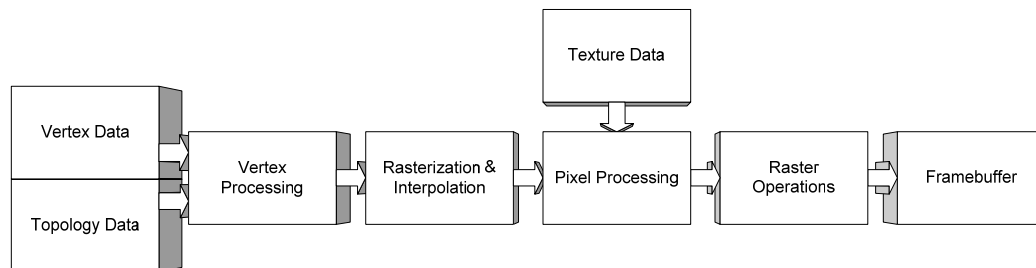 Texture Data
Vertex Data
Topology Data
Vertex
Processing
Rasterization &
Interpolation
Pixel Processing
Raster
Operations
Framebuffer